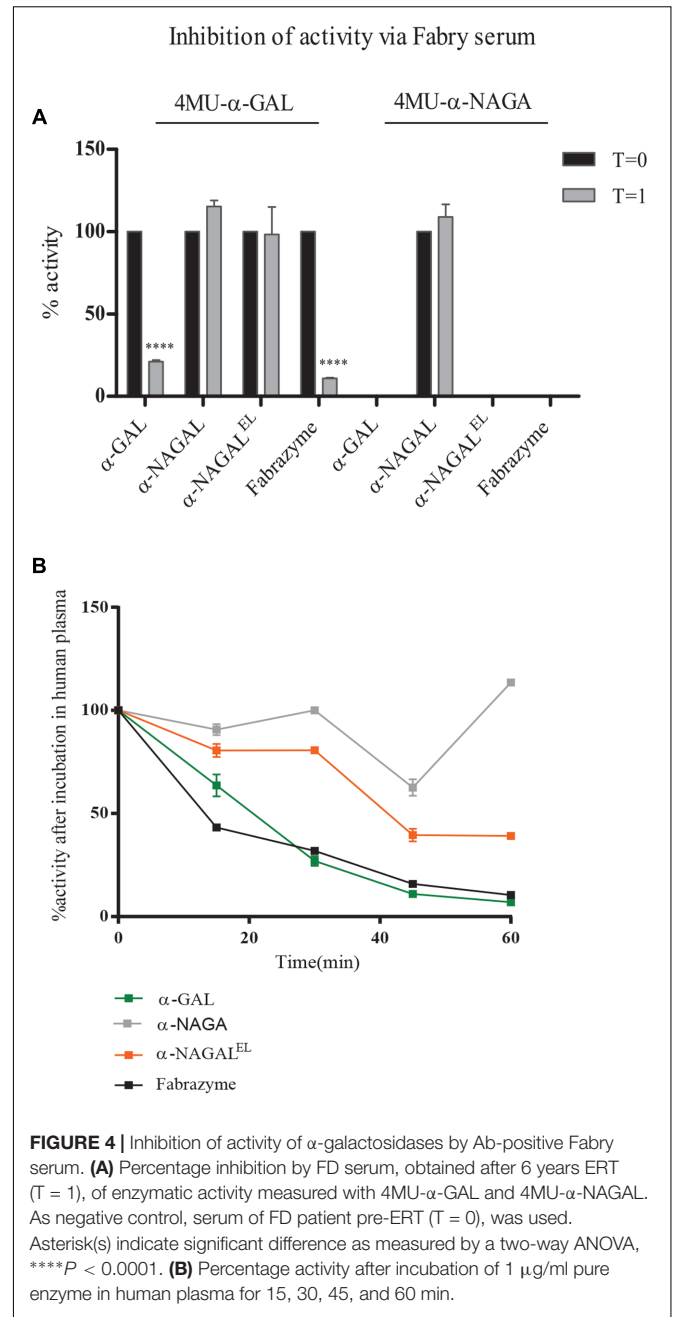 Inhibition of activity via Fabry serum
4MU-α-GAL
4MU-α-NAGA
A
T=0
T=1
% activity
150
100
50
0
α-GAL
****
α-NAGAL
α-NAGAL^EL
Fabrazyme
****
α-GAL
α-NAGAL
α-NAGAL^EL
Fabrazyme
B
%activity after incubation in human plasma
150
100
50
0
0
20
40
60
Time(min)
α-GAL
α-NAGA
α-NAGAL^EL
Fabrazyme
FIGURE 4 | Inhibition of activity of α-galactosidases by Ab-positive Fabry
serum. (A) Percentage inhibition by FD serum, obtained after 6 years ERT
(T = 1), of enzymatic activity measured with 4MU-α-GAL and 4MU-α-NAGAL.
As negative control, serum of FD patient pre-ERT (T = 0), was used.
Asterisk(s) indicate significant difference as measured by a two-way ANOVA,
****P < 0.0001. (B) Percentage activity after incubation of 1 μg/ml pure
enzyme in human plasma for 15, 30, 45, and 60 min.